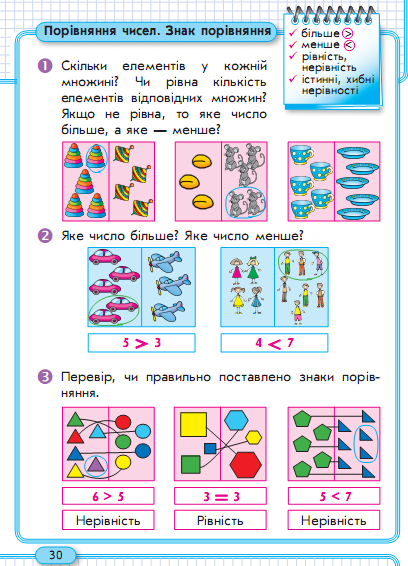 Порівняння чисел. Знак порівняння
✓ більше >
✓ менше <
✓ рівність,
нерівність
✓ істинні, хибні
нерівності
1 Скільки елементів у кожній
множині? Чи рівна кількість
елементів відповідних множин?
Якщо не рівна, то яке число
більше, а яке — менше?
2 Яке число більше? Яке число менше?
5 > 3
4 < 7
3 Перевір, чи правильно поставлено знаки порів-
няння.
6 > 5
3 = 3
5 < 7
Нерівність
Рівність
Нерівність
30